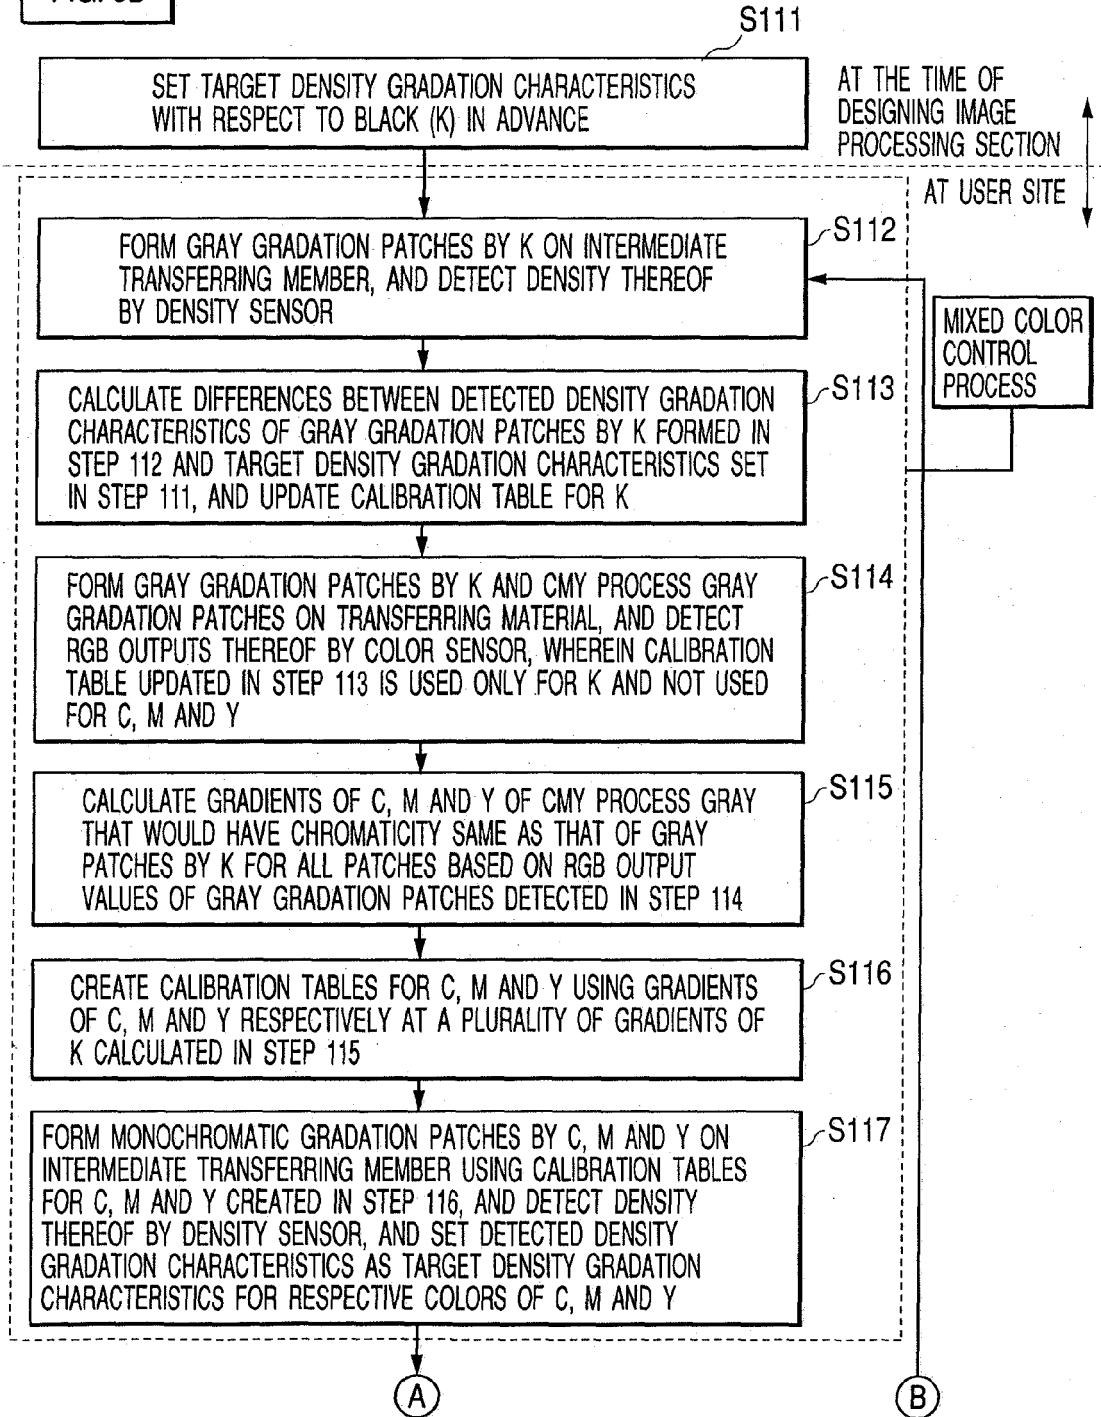 S111
SET TARGET DENSITY GRADATION CHARACTERISTICS
WITH RESPECT TO BLACK (K) IN ADVANCE
AT THE TIME OF
DESIGNING IMAGE
PROCESSING SECTION
AT USER SITE
S112
FORM GRAY GRADATION PATCHES BY K ON INTERMEDIATE
TRANSFERRING MEMBER, AND DETECT DENSITY THEREOF
BY DENSITY SENSOR
MIXED COLOR
CONTROL
PROCESS
S113
CALCULATE DIFFERENCES BETWEEN DETECTED DENSITY GRADATION
CHARACTERISTICS OF GRAY GRADATION PATCHES BY K FORMED IN
STEP 112 AND TARGET DENSITY GRADATION CHARACTERISTICS SET
IN STEP 111, AND UPDATE CALIBRATION TABLE FOR K
S114
FORM GRAY GRADATION PATCHES BY K AND CMY PROCESS GRAY
GRADATION PATCHES ON TRANSFERRING MATERIAL, AND DETECT
RGB OUTPUTS THEREOF BY COLOR SENSOR, WHEREIN CALIBRATION
TABLE UPDATED IN STEP 113 IS USED ONLY FOR K AND NOT USED
FOR C, M AND Y
S115
CALCULATE GRADIENTS OF C, M AND Y OF CMY PROCESS GRAY
THAT WOULD HAVE CHROMATICITY SAME AS THAT OF GRAY
PATCHES BY K FOR ALL PATCHES BASED ON RGB OUTPUT
VALUES OF GRAY GRADATION PATCHES DETECTED IN STEP 114
S116
CREATE CALIBRATION TABLES FOR C, M AND Y USING GRADIENTS
OF C, M AND Y RESPECTIVELY AT A PLURALITY OF GRADIENTS OF
K CALCULATED IN STEP 115
S117
FORM MONOCHROMATIC GRADATION PATCHES BY C, M AND Y ON
INTERMEDIATE TRANSFERRING MEMBER USING CALIBRATION TABLES
FOR C, M AND Y CREATED IN STEP 116, AND DETECT DENSITY
THEREOF BY DENSITY SENSOR, AND SET DETECTED DENSITY
GRADATION CHARACTERISTICS AS TARGET DENSITY GRADATION
CHARACTERISTICS FOR RESPECTIVE COLORS OF C, M AND Y
A
B